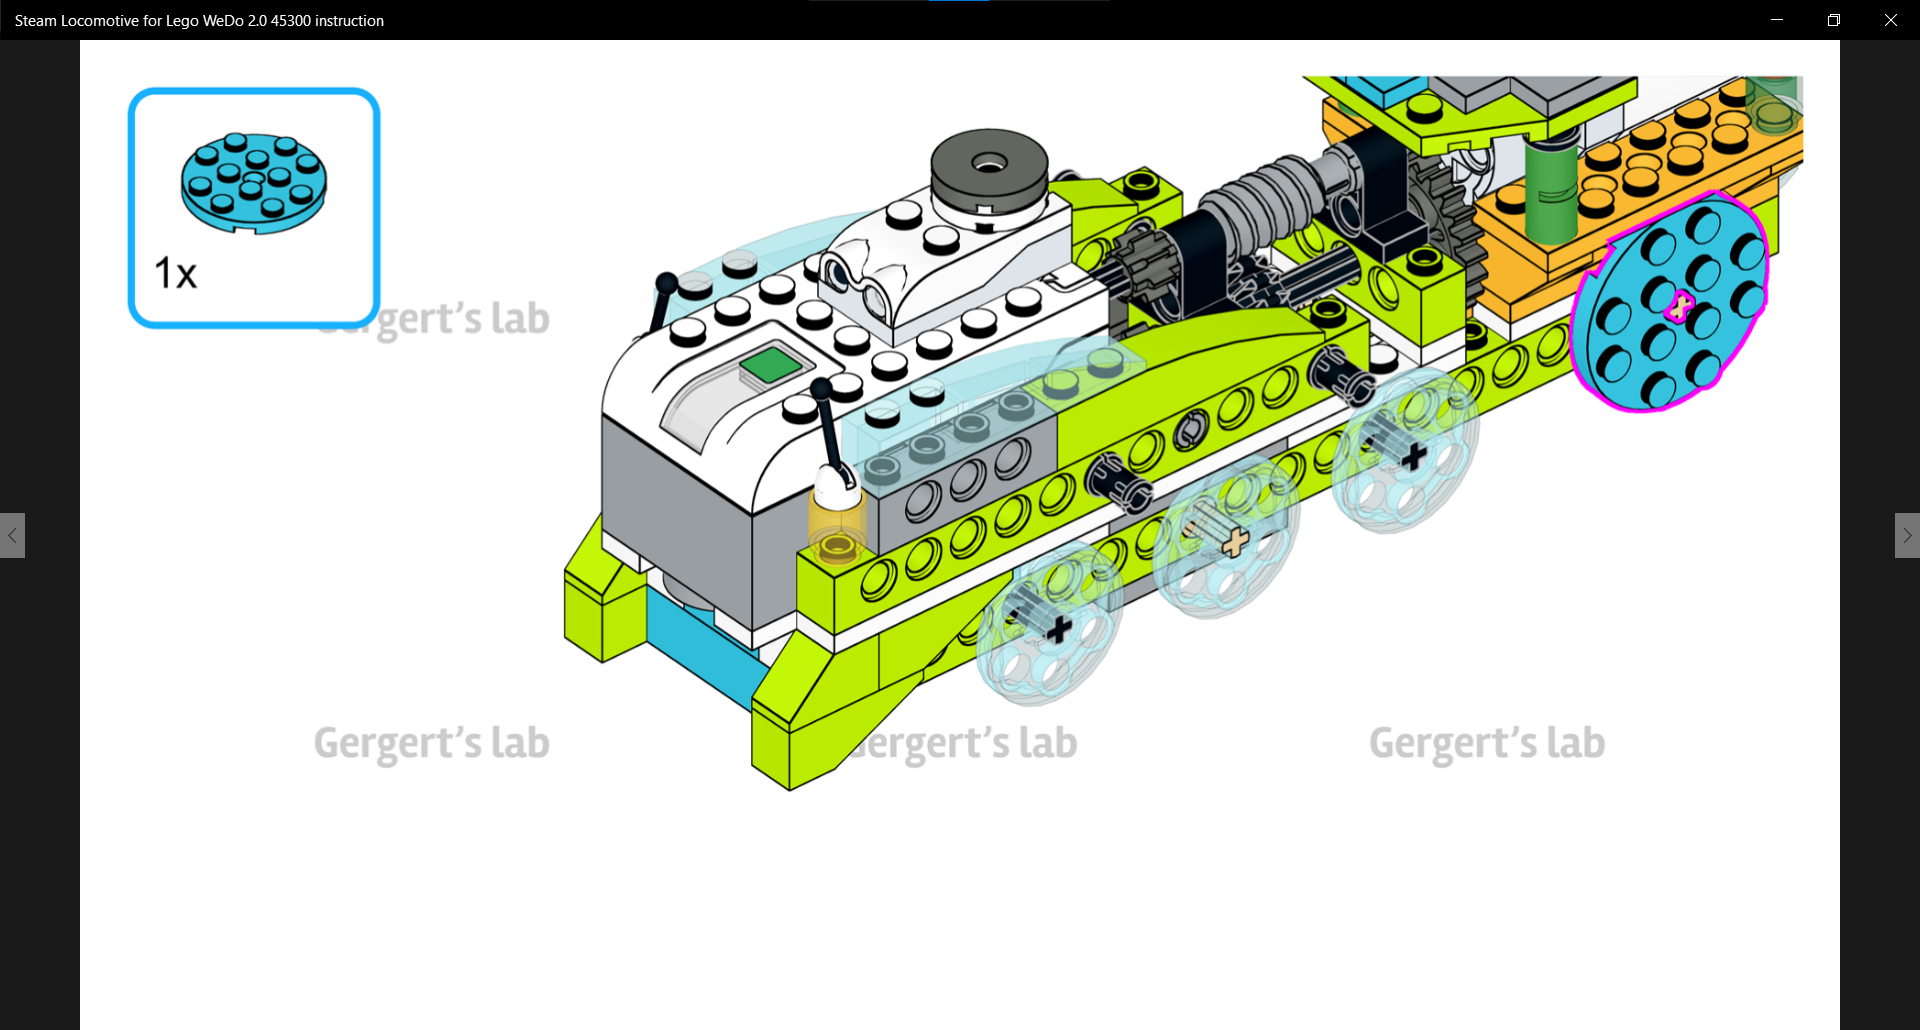 Steam Locomotive for Lego WeDo 2.0 45300 instruction
1x
gert's lab
Gergert's lab
ergert's lab
Gergert's lab